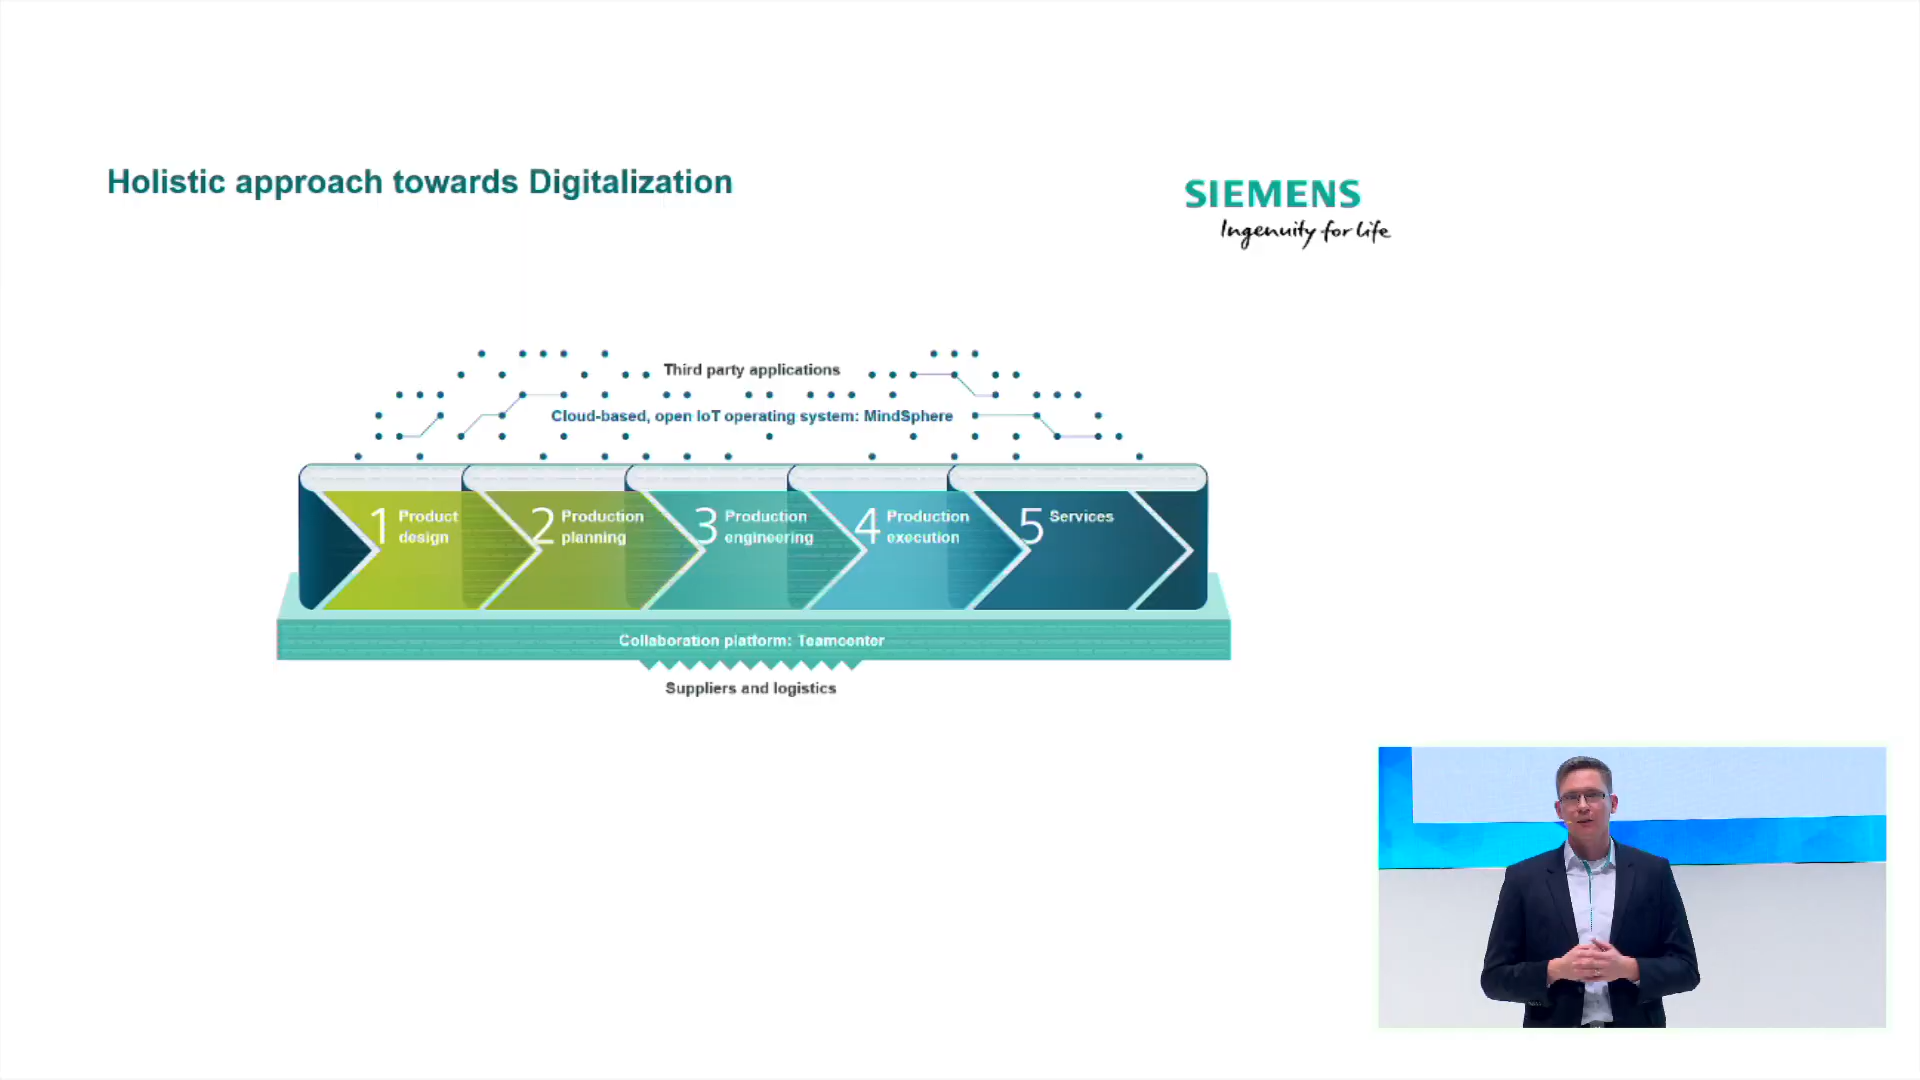 Holistic approach towards Digitalization
SIEMENS
Ingenuity for life
Third party applications
Cloud-based, open IoT operating system: MindSphere
1 Product
design
2 Production
planning
3 Production
engineering
4 Production
execution
5 Services
Collaboration platform: Teamcenter
Suppliers and logistics